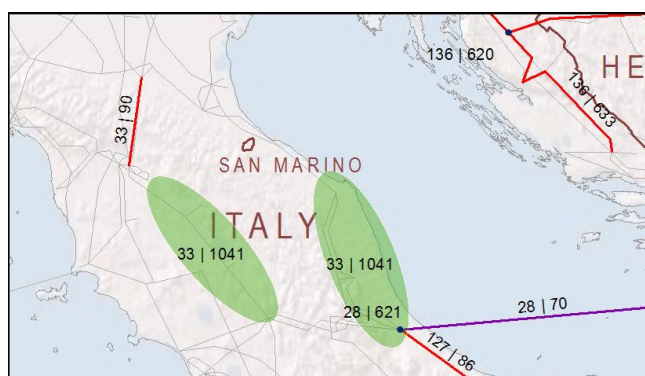 136 | 620
HE
136 | 633
33 | 90
SAN MARINO
ITALY
33 | 1041
33 | 1041
28 | 621
28 | 70
127 | 86